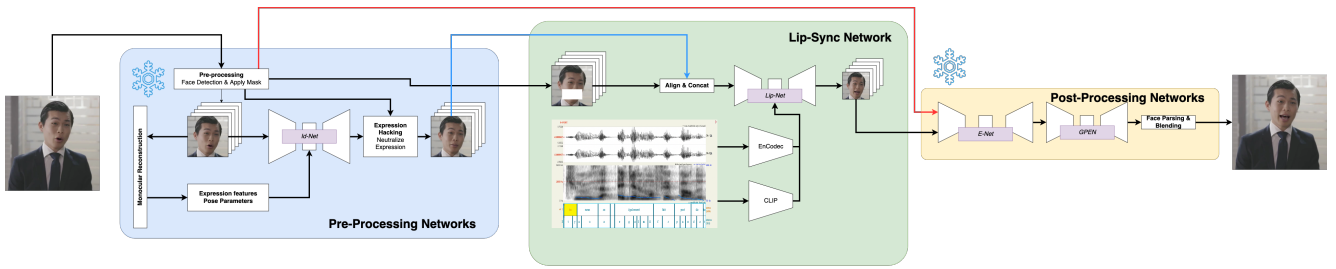 Pre-processing
Face Detection & Apply Mask
Monocular Reconstruction
Id-Net
Expression
Hacking
Neutralize
Expression
Expression features
Pose Parameters
Pre-Processing Networks
Lip-Sync Network
Align & Concat
Lip-Net
EnCodec
CLIP
Post-Processing Networks
E-Net
GPEN
Face Parsing &
Blending